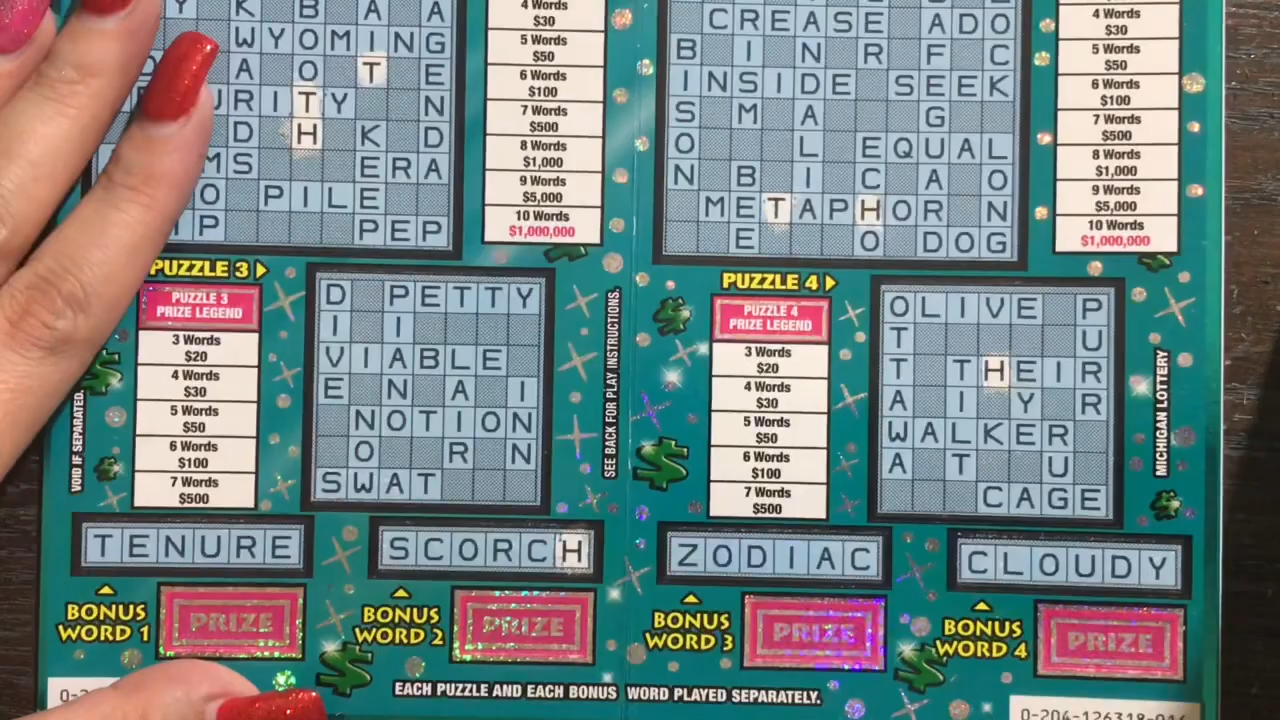 WYOMING
PILE
ERA
PEP
4 Words
$30
5 Words
$50
6 Words
$100
7 Words
$500
8 Words
$1,000
9 Words
$5,000
10 Words
$1,000,000
CREASE ADO
INSIDE SEEK
EQUAL
METAPHOR
DOG
BISON
4 Words
$30
5 Words
$50
6 Words
$100
7 Words
$500
8 Words
$1,000
9 Words
$5,000
10 Words
$1,000,000
PUZZLE 3
PUZZLE 3
PRIZE LEGEND
3 Words
$20
4 Words
$30
5 Words
$50
6 Words
$100
7 Words
$500
VOID IF SEPARATED.
D PETTY
I I
VIABLE
E N A I
NOTION
O R N
SWAT
SEE BACK FOR PLAY INSTRUCTIONS.
PUZZLE 4
PUZZLE 4
PRIZE LEGEND
3 Words
$20
4 Words
$30
5 Words
$50
6 Words
$100
7 Words
$500
OLIVE P
T U
T THEIR
A I Y R
WALKER
A T U
CAGE
MICHIGAN LOTTERY
TENURE
SCORCH
ZODIAC
CLOUDY
BONUS
WORD 1
PRIZE
BONUS
WORD 2
PRIZE
BONUS
WORD 3
PRIZE
BONUS
WORD 4
PRIZE
EACH PUZZLE AND EACH BONUS WORD PLAYED SEPARATELY.